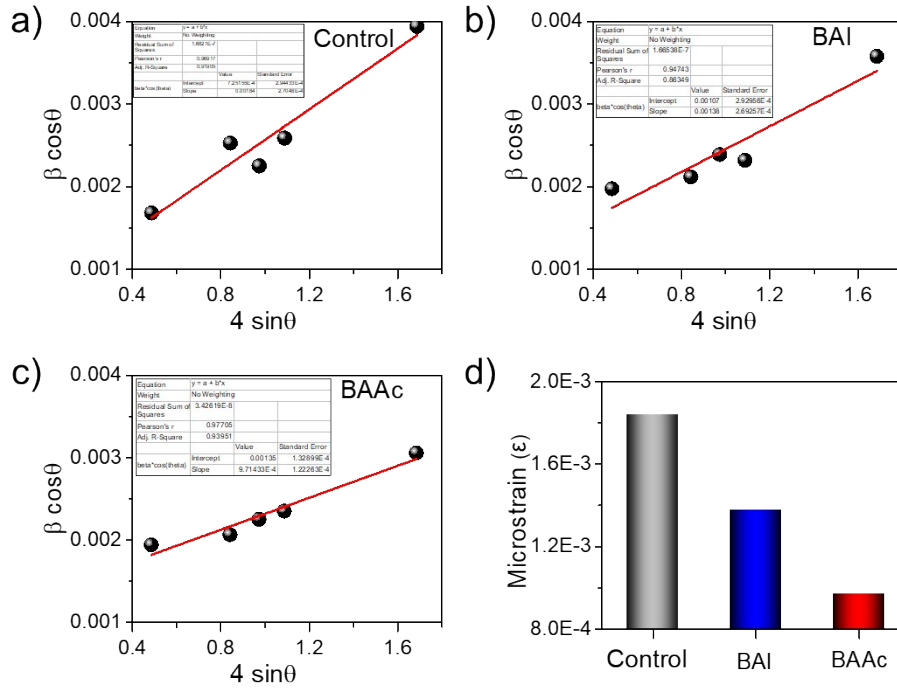 a)
Control
Equation y = a + b*x
Weight No Weighting
Residual Sum of Squares
Pearson's r
Adj. R-Square
Value Standard Error
beta*cos(theta) Intercept
Slope 0.00184
0.004
0.003
0.002
0.001
β cosθ
0.4 0.8 1.2 1.6
4 sinθ
b)
BAI
Equation y = a + b*x
Weight No Weighting
Residual Sum of Squares 1.66538E-7
Pearson's r 0.94743
Adj. R-Square 0.86349
Value Standard Error
beta*cos(theta) Intercept 0.00107 2.92958E-4
Slope 0.00138 2.69257E-4
0.004
0.003
0.002
0.001
β cosθ
0.4 0.8 1.2 1.6
4 sinθ
c)
BAAc
Equation y = a + b*x
Weight No Weighting
Residual Sum of Squares 3.42619E-8
Pearson's r 0.97705
Adj. R-Square 0.93951
Value Standard Error
beta*cos(theta) Intercept 0.00135 1.32899E-4
Slope 9.71433E-4 1.22263E-4
0.004
0.003
0.002
0.001
β cosθ
0.4 0.8 1.2 1.6
4 sinθ
d)
2.0E-3
1.6E-3
1.2E-3
8.0E-4
Microstrain (ε)
Control BAI BAAc